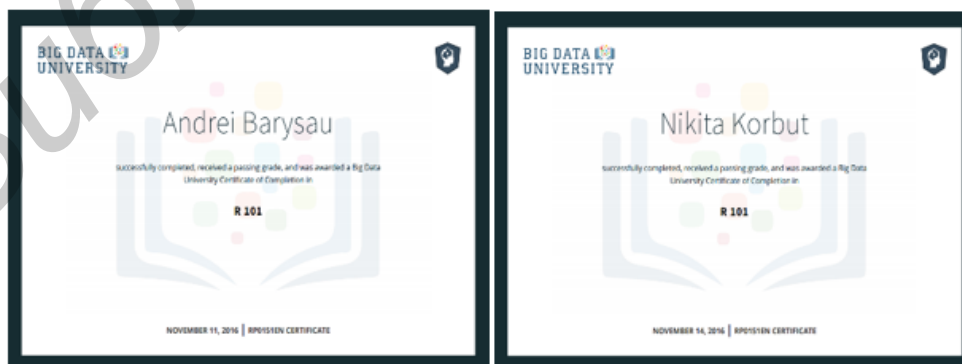 BIG DATA
UNIVERSITY
Andrei Barysau
successfully completed, received a passing grade, and was awarded a Big Data
University Certificate of Completion in
R 101
NOVEMBER 11, 2016 | RP0151EN CERTIFICATE
BIG DATA
UNIVERSITY
Nikita Korbut
successfully completed, received a passing grade, and was awarded a Big Data
University Certificate of Completion in
R 101
NOVEMBER 14, 2016 | RP0151EN CERTIFICATE